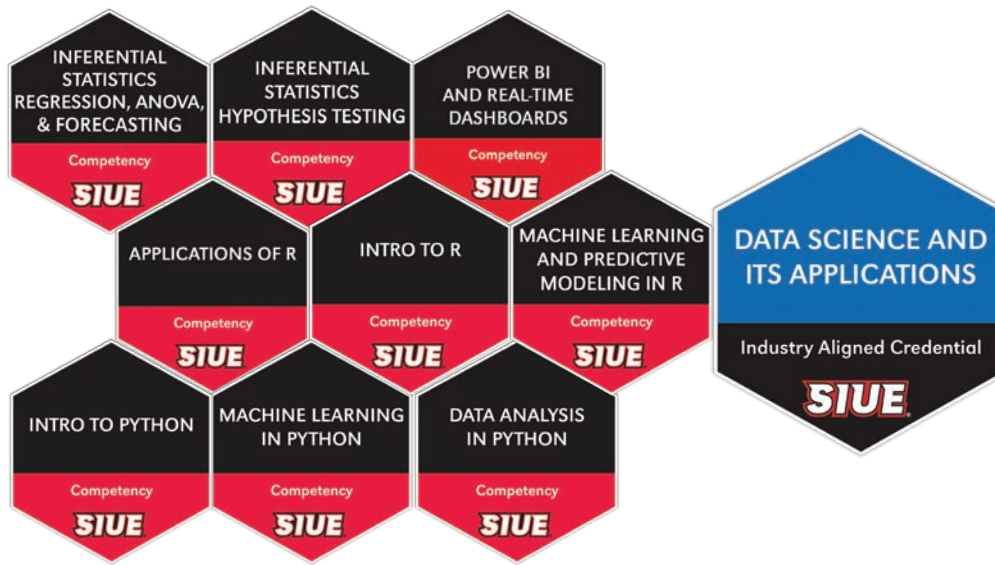 INFERENTIAL
STATISTICS
REGRESSION, ANOVA,
& FORECASTING
Competency
SIUE
INFERENTIAL
STATISTICS
HYPOTHESIS TESTING
Competency
SIUE
POWER BI
AND REAL-TIME
DASHBOARDS
Competency
SIUE
APPLICATIONS OF R
Competency
SIUE
INTRO TO R
Competency
SIUE
MACHINE LEARNING
AND PREDICTIVE
MODELING IN R
Competency
SIUE
DATA SCIENCE AND
ITS APPLICATIONS
Industry Aligned Credential
SIUE
INTRO TO PYTHON
Competency
SIUE
MACHINE LEARNING
IN PYTHON
Competency
SIUE
DATA ANALYSIS
IN PYTHON
Competency
SIUE